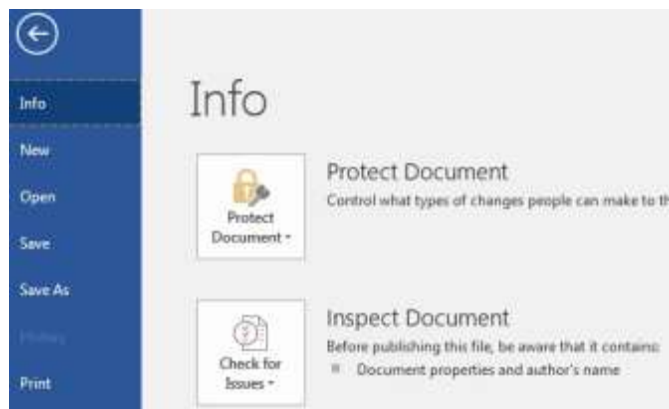 Info
New
Open
Save
Save As
History
Print
Info
Protect
Document
Protect Document
Control what types of changes people can make to th
Check for
Issues
Inspect Document
Before publishing this file, be aware that it contains:
Document properties and author's name